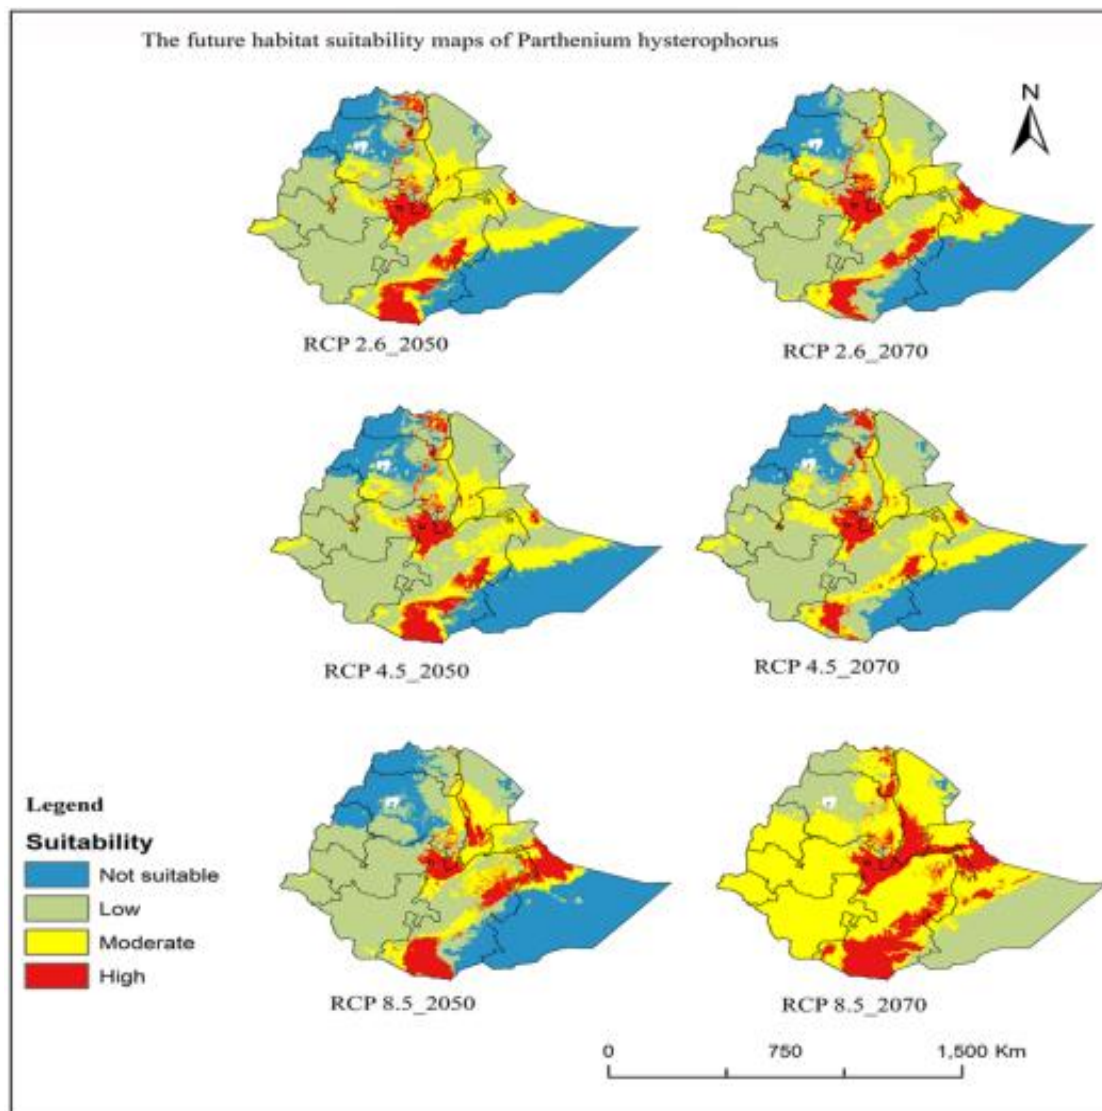 The future habitat suitability maps of Parthenium hysterophorus
N
RCP 2.6_2050
RCP 2.6_2070
RCP 4.5_2050
RCP 4.5_2070
RCP 8.5_2050
RCP 8.5_2070
Legend
Suitability
Not suitable
Low
Moderate
High
0 750 1,500 Km